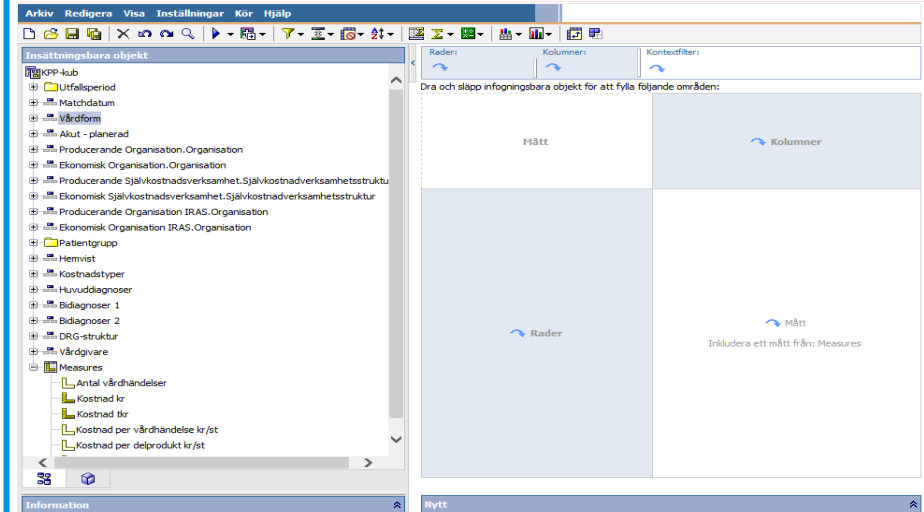 Arkiv Redigera Visa Inställningar Kör Hjälp
Insättningsbara objekt
KPP-kub
Utfallsperiod
Matchdatum
Vårdform
Akut - planerad
Producerande Organisation.Organisation
Ekonomisk Organisation.Organisation
Producerande Självkostnadsverksamhet.Självkostnadverksamhetsstruktu
Ekonomisk Självkostnadsverksamhet.Självkostnadverksamhetsstruktur
Producerande Organisation IRAS.Organisation
Ekonomisk Organisation IRAS.Organisation
Patientgrupp
Hemvist
Kostnadstyper
Huvuddiagnoser
Bidiagnoser 1
Bidiagnoser 2
DRG-struktur
Vårdgivare
Measures
Antal vårdhändelser
Kostnad kr
Kostnad tkr
Kostnad per vårdhändelse kr/st
Kostnad per delprodukt kr/st
Information
Rader: Kolumner: Kontextfilter:
Dra och släpp infogningsbara objekt för att fylla följande områden:
Mått
Kolumner
Rader
Mått
Inkludera ett mått från: Measures
Nytt